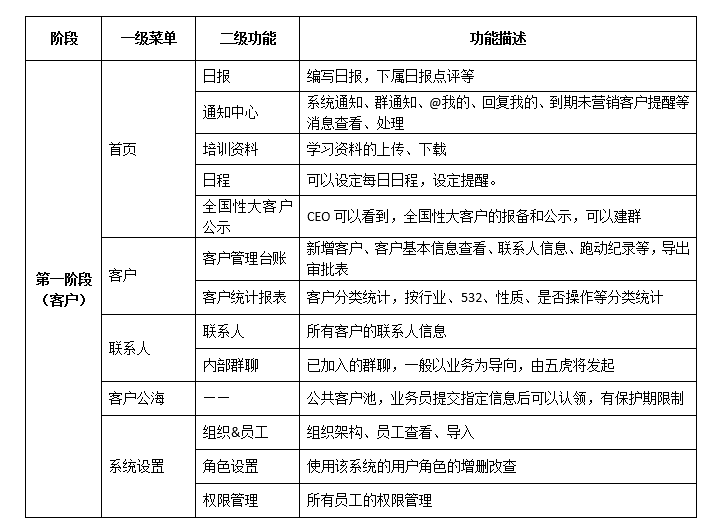 阶段 一级菜单 二级功能 功能描述
第一阶段
（客户）
首页
日报 编写日报，下属日报点评等
通知中心 系统通知、群通知、@我的、回复我的、到期未营销客户提醒等
消息查看、处理
培训资料 学习资料的上传、下载
日程 可以设定每日日程，设定提醒。
全国性大客户
公示
CEO 可以看到，全国性大客户的报备和公示，可以建群
客户
客户管理台账 新增客户、客户基本信息查看、联系人信息、跑动纪录等，导出
审批表
客户统计报表 客户分类统计，按行业、532、性质、是否操作等分类统计
联系人
联系人 所有客户的联系人信息
内部群聊 已加入的群聊，一般以业务为导向，由五虎将发起
客户公海 —— 公共客户池，业务员提交指定信息后可以认领，有保护期限制
系统设置
组织&员工 组织架构、员工查看、导入
角色设置 使用该系统的用户角色的增删改查
权限管理 所有员工的权限管理